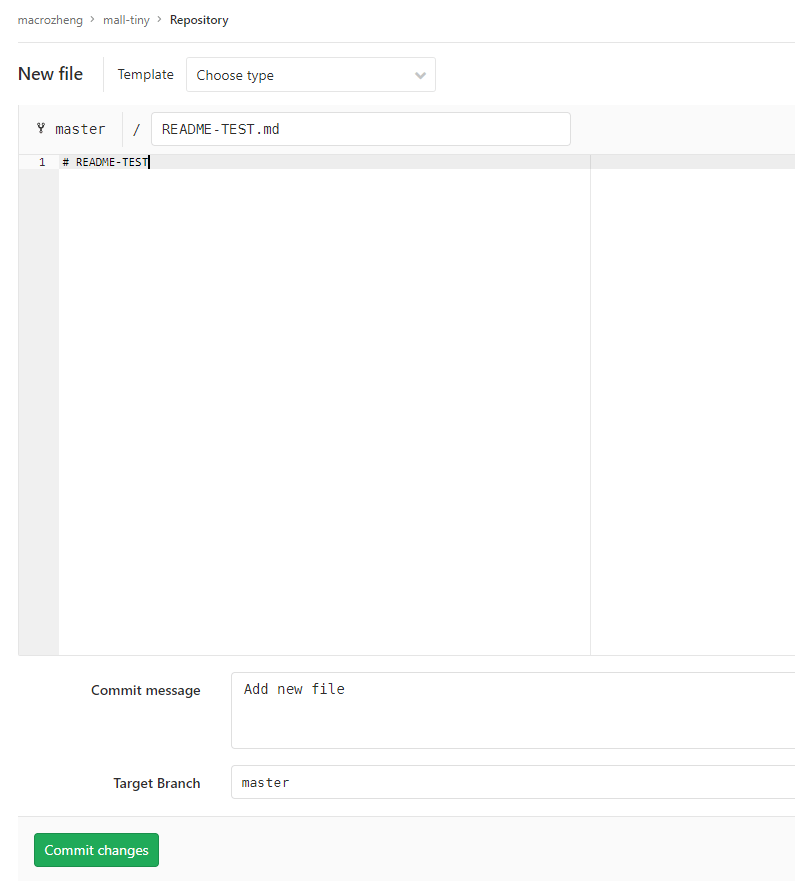 macrozheng > mall-tiny > Repository
New file Template Choose type
master / README-TEST.md
1 # README-TEST
Commit message Add new file
Target Branch master
Commit changes